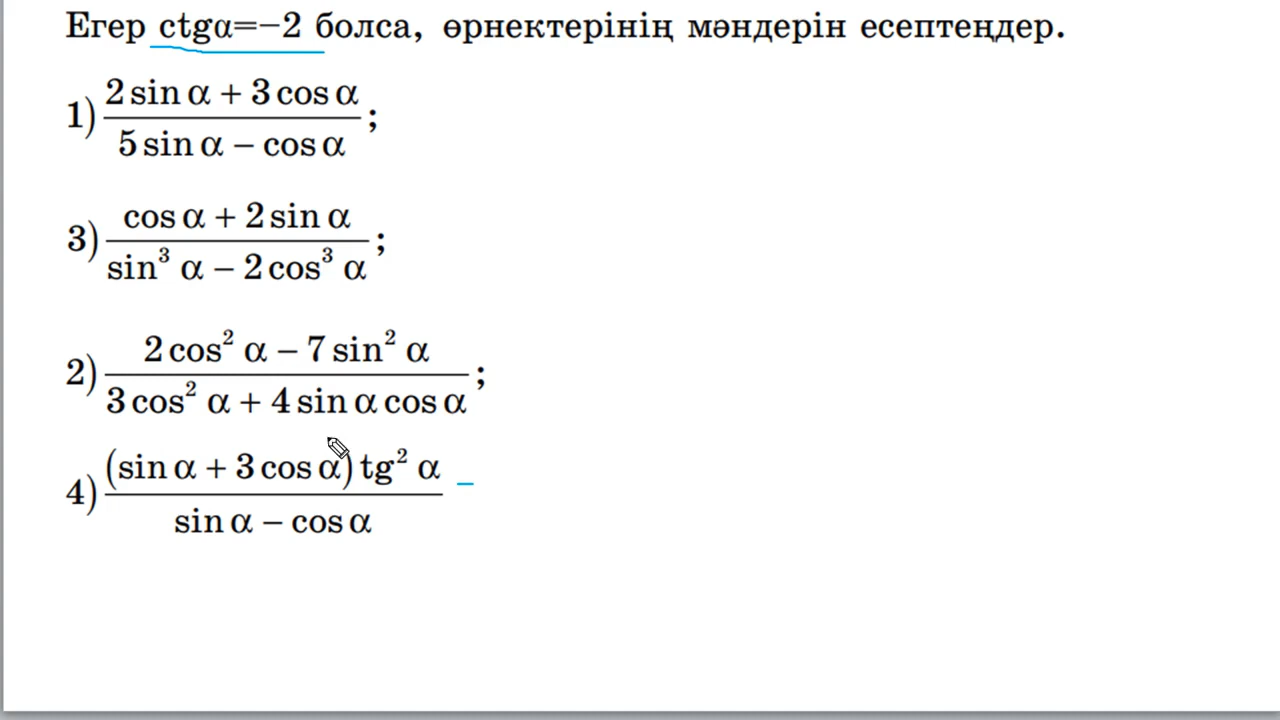 Егер ctgα=−2 болса, өрнектерінің мәндерін есептеңдер.
1) (2 sin α + 3 cos α)/(5 sin α − cos α);
3) (cos α + 2 sin α)/(sin³ α − 2 cos³ α);
2) (2 cos² α − 7 sin² α)/(3 cos² α + 4 sin α cos α);
4) ((sin α + 3 cos α) tg² α)/(sin α − cos α)